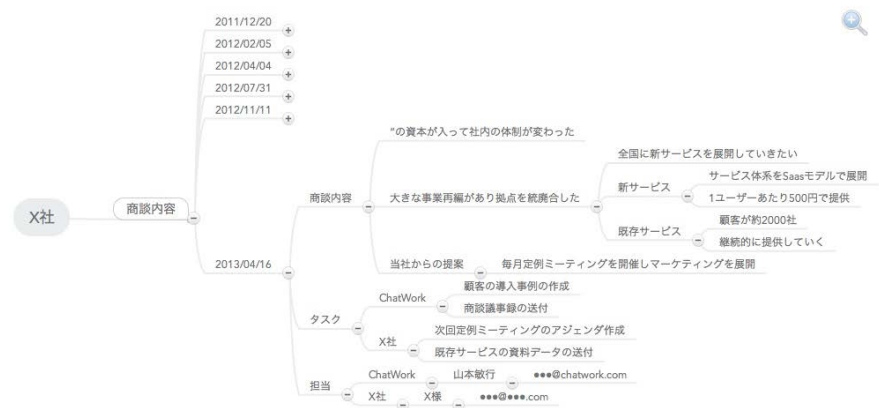 X社
商談内容
2011/12/20
2012/02/05
2012/04/04
2012/07/31
2012/11/11
2013/04/16
商談内容
"の資本が入って社内の体制が変わった
大きな事業再編があり拠点を統廃合した
全国に新サービスを展開していきたい
新サービス
サービス体系をSaasモデルで展開
1ユーザーあたり500円で提供
既存サービス
顧客が約2000社
継続的に提供していく
当社からの提案
毎月定例ミーティングを開催しマーケティングを展開
タスク
ChatWork
顧客の導入事例の作成
商談議事録の送付
X社
次回定例ミーティングのアジェンダ作成
既存サービスの資料データの送付
担当
ChatWork
山本敏行
●●●@chatwork.com
X社
X様
●●●@●●●.com